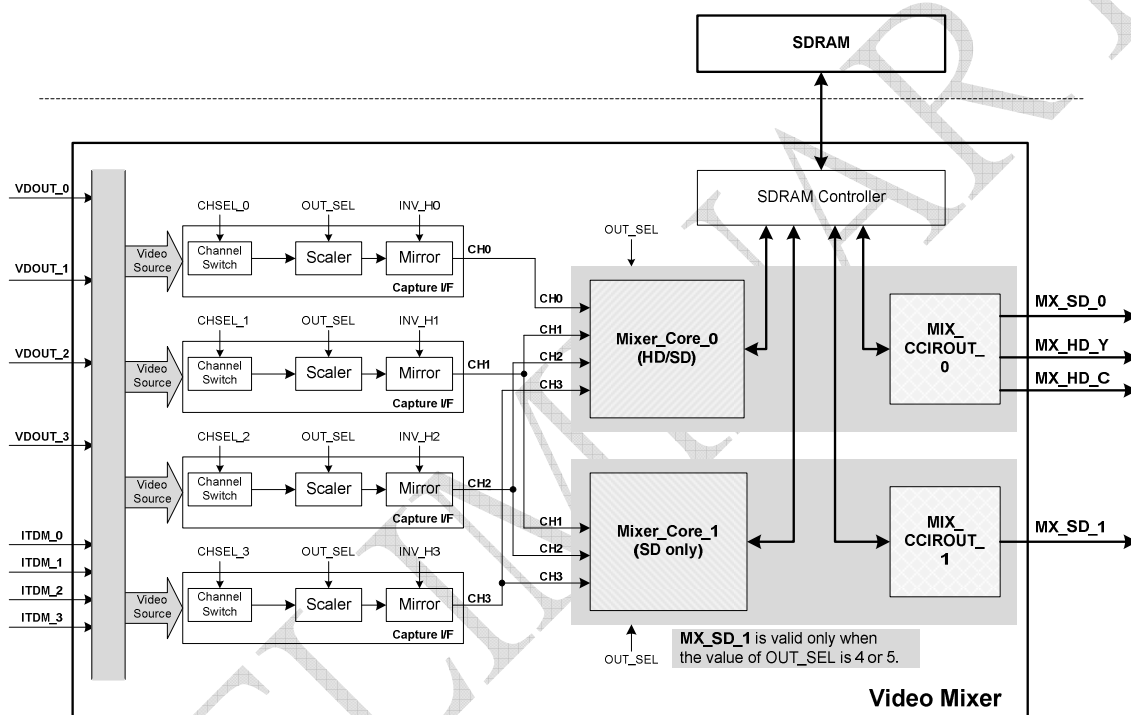 SDRAM
SDRAM Controller
VDOUT_0
VDOUT_1
VDOUT_2
VDOUT_3
ITDM_0
ITDM_1
ITDM_2
ITDM_3
Video
Source
CHSEL_0
OUT_SEL
INV_H0
Channel
Switch
Scaler
Mirror
CH0
Capture I/F
Video
Source
CHSEL_1
OUT_SEL
INV_H1
Channel
Switch
Scaler
Mirror
CH1
Capture I/F
Video
Source
CHSEL_2
OUT_SEL
INV_H2
Channel
Switch
Scaler
Mirror
CH2
Capture I/F
Video
Source
CHSEL_3
OUT_SEL
INV_H3
Channel
Switch
Scaler
Mirror
CH3
Capture I/F
OUT_SEL
CH0
CH1
CH2
CH3
Mixer_Core_0
(HD/SD)
MIX_
CCIROUT_
0
MX_SD_0
MX_HD_Y
MX_HD_C
CH1
CH2
CH3
Mixer_Core_1
(SD only)
MIX_
CCIROUT_
1
MX_SD_1
OUT_SEL
MX_SD_1 is valid only when
the value of OUT_SEL is 4 or 5.
Video Mixer